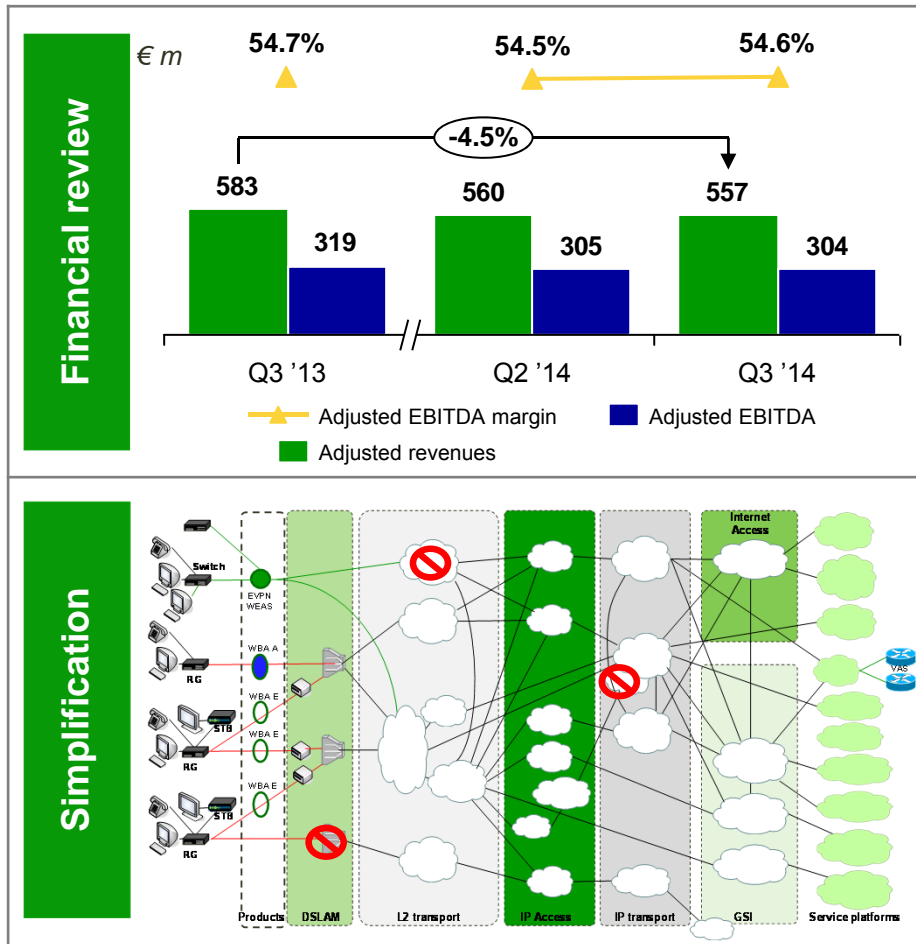 Financial review
€ m
54.7%
54.5%
54.6%
-4.5%
583
319
560
305
557
304
Q3 ’13
Q2 ’14
Q3 ’14
Adjusted EBITDA margin
Adjusted EBITDA
Adjusted revenues
Simplification
Internet
Access
Switch
EVPN
WEAS
WBA A
RG
VAS
WBA E
STB
WBA E
RG
WBA E
STB
RG
Products
DSLAM
L2 transport
IP Access
IP transport
GSI
Service platforms